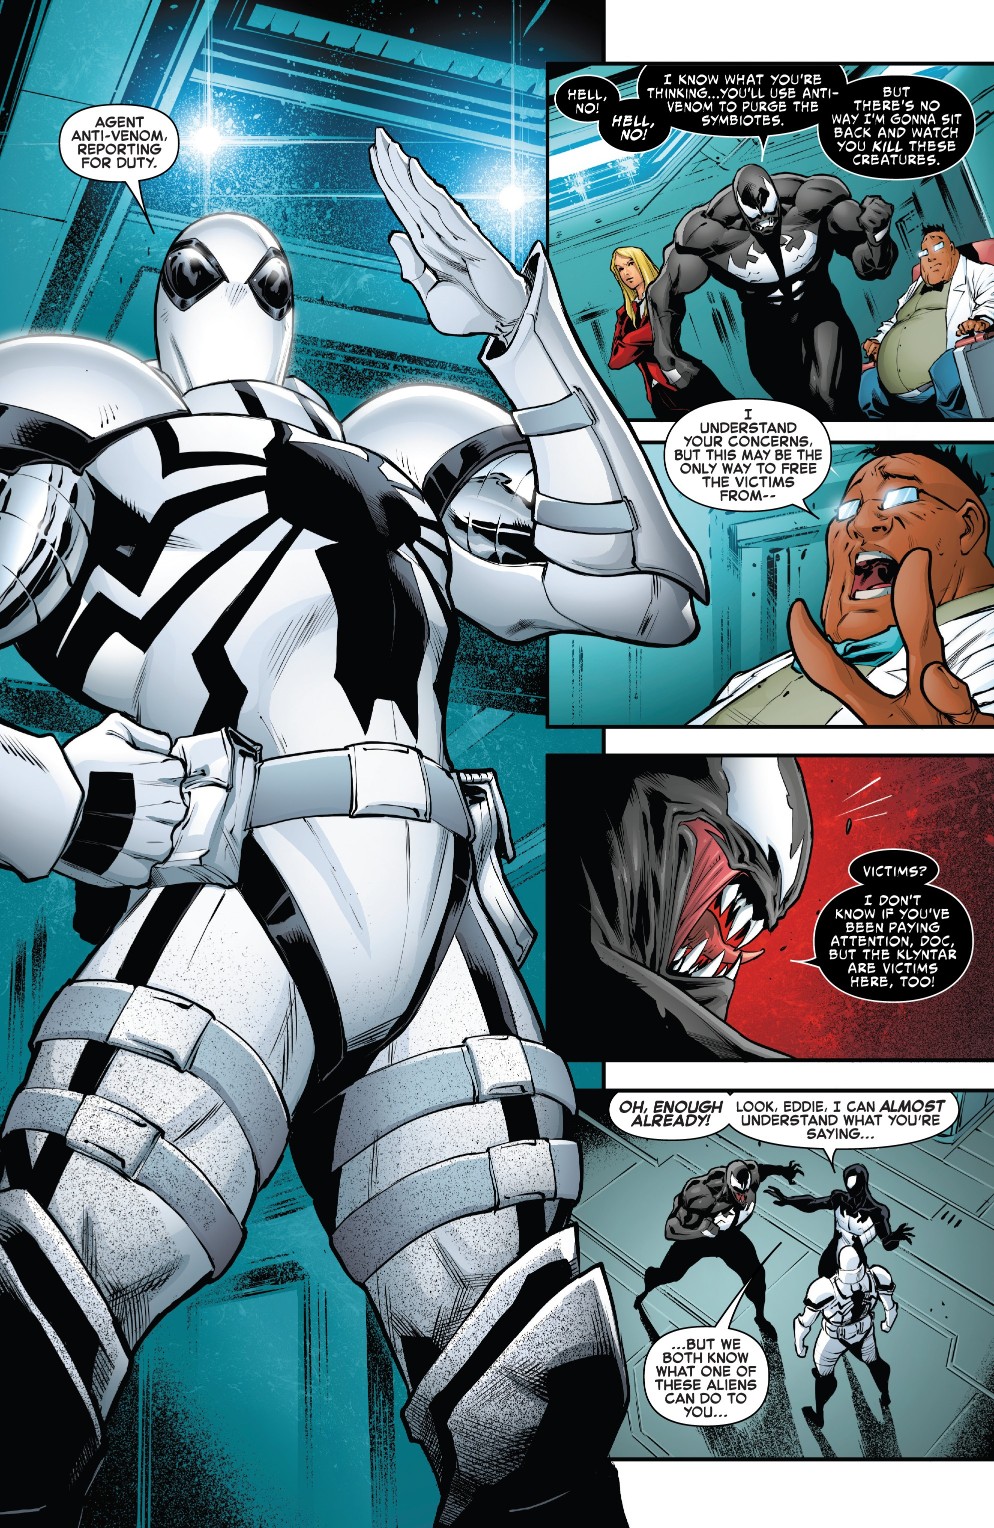 AGENT
ANTI-VENOM,
REPORTING
FOR DUTY.
HELL,
NO!
HELL,
NO!
I KNOW WHAT YOU'RE
THINKING...YOU'LL USE ANTI-
VENOM TO PURGE THE
SYMBIOTES.
BUT
THERE'S NO
WAY I'M GONNA SIT
BACK AND WATCH
YOU KILL THESE
CREATURES.
I
UNDERSTAND
YOUR CONCERNS,
BUT THIS MAY BE THE
ONLY WAY TO FREE
THE VICTIMS
FROM--
VICTIMS?
I DON'T
KNOW IF YOU'VE
BEEN PAYING
ATTENTION, DOC,
BUT THE KLYNTAR
ARE VICTIMS
HERE, TOO!
OH, ENOUGH
ALREADY!
LOOK, EDDIE, I CAN ALMOST
UNDERSTAND WHAT YOU'RE
SAYING...
...BUT WE
BOTH KNOW
WHAT ONE OF
THESE ALIENS
CAN DO TO
YOU...